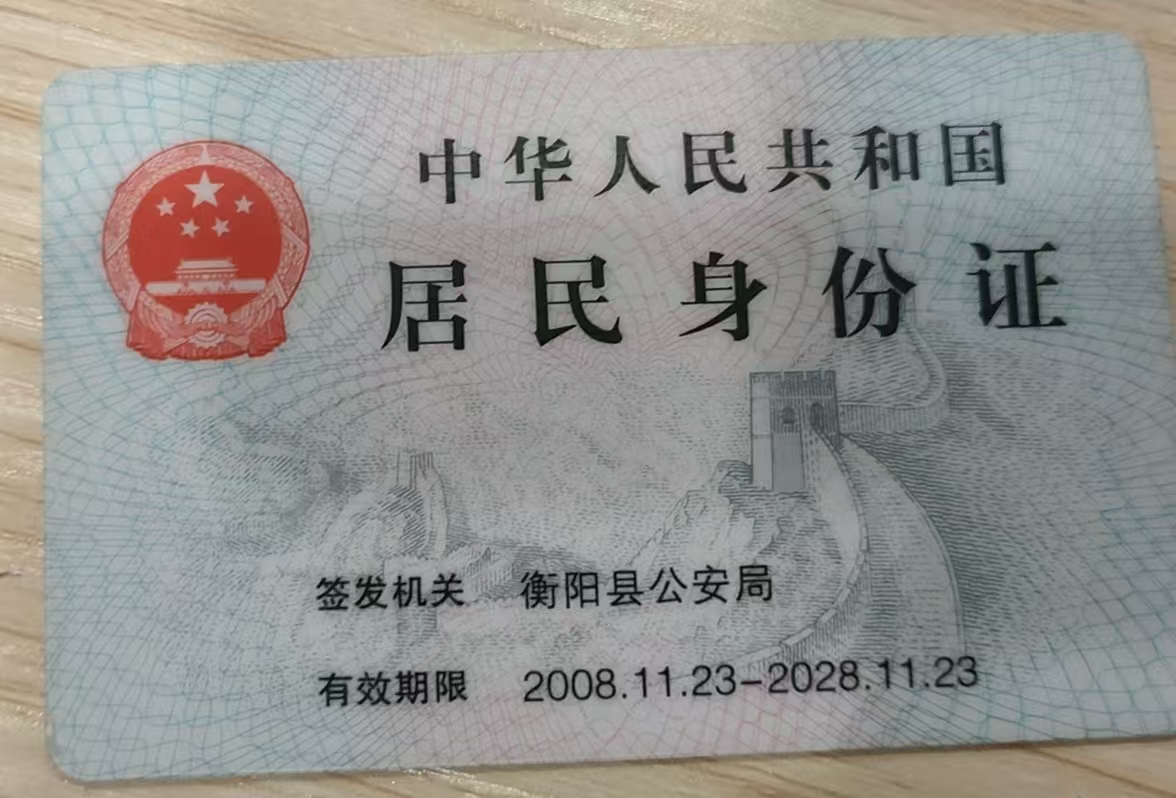 中华人民共和国
居民身份证
签发机关 衡阳县公安局
有效期限 2008.11.23-2028.11.23